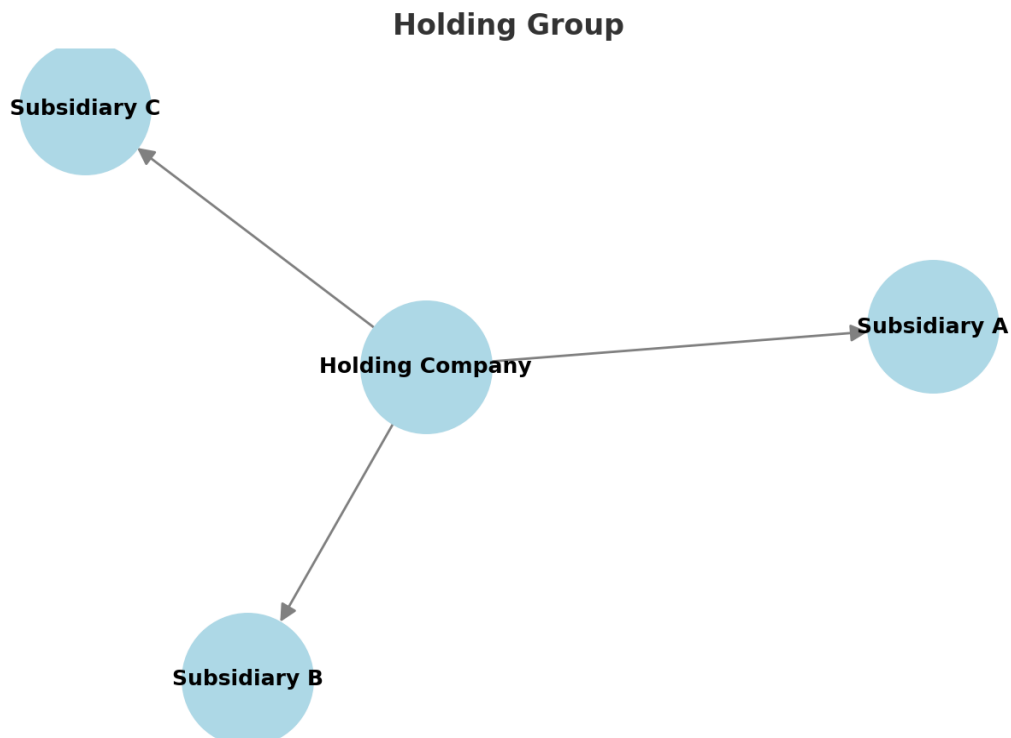 Holding Group
Subsidiary C
Subsidiary A
Holding Company
Subsidiary B